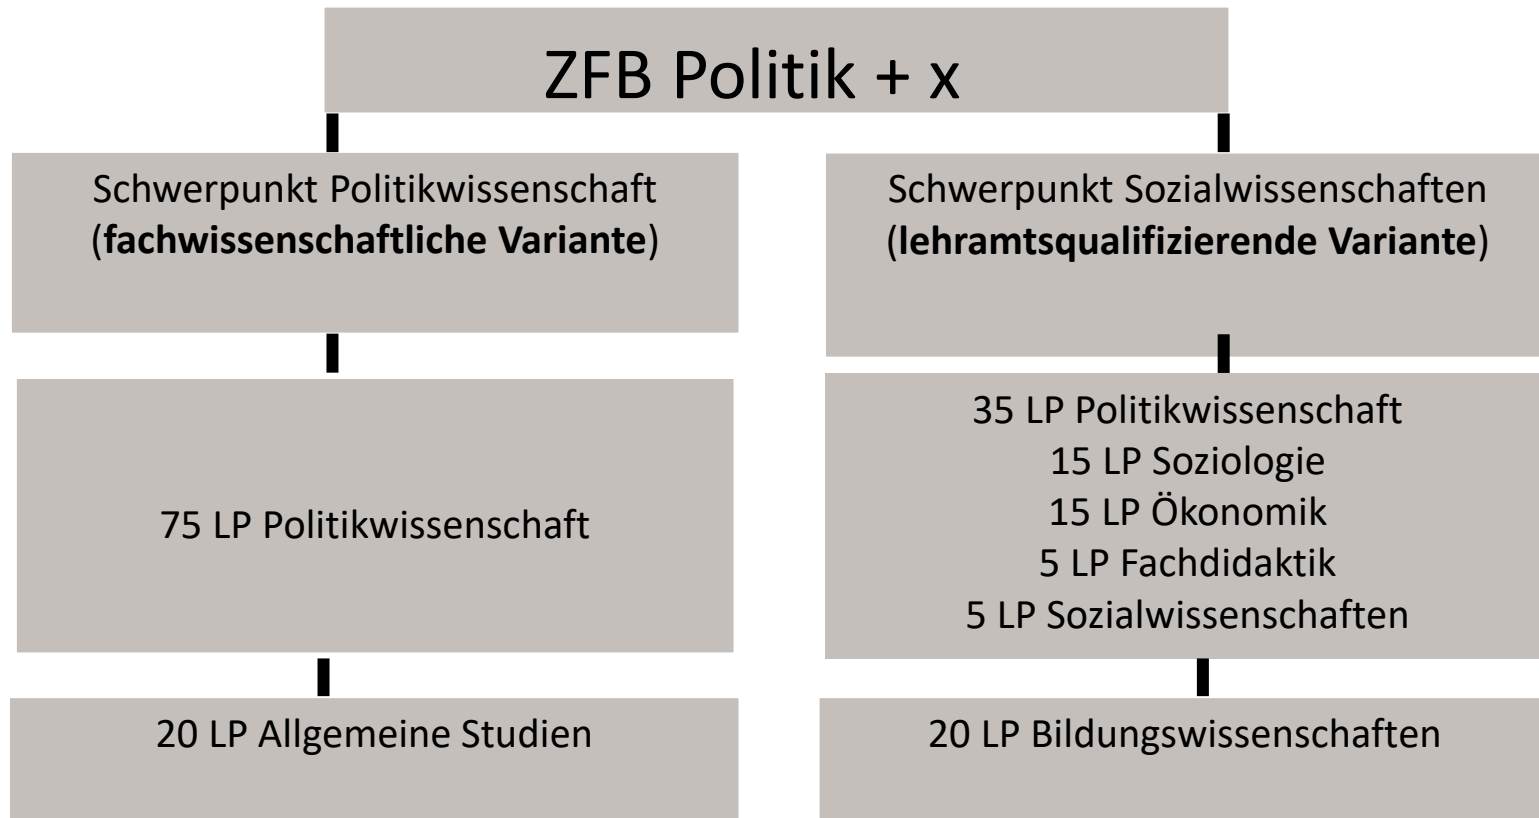 ZFB Politik + x
Schwerpunkt Politikwissenschaft
(fachwissenschaftliche Variante)
75 LP Politikwissenschaft
20 LP Allgemeine Studien
Schwerpunkt Sozialwissenschaften
(lehramtsqualifizierende Variante)
35 LP Politikwissenschaft
15 LP Soziologie
15 LP Ökonomik
5 LP Fachdidaktik
5 LP Sozialwissenschaften
20 LP Bildungswissenschaften